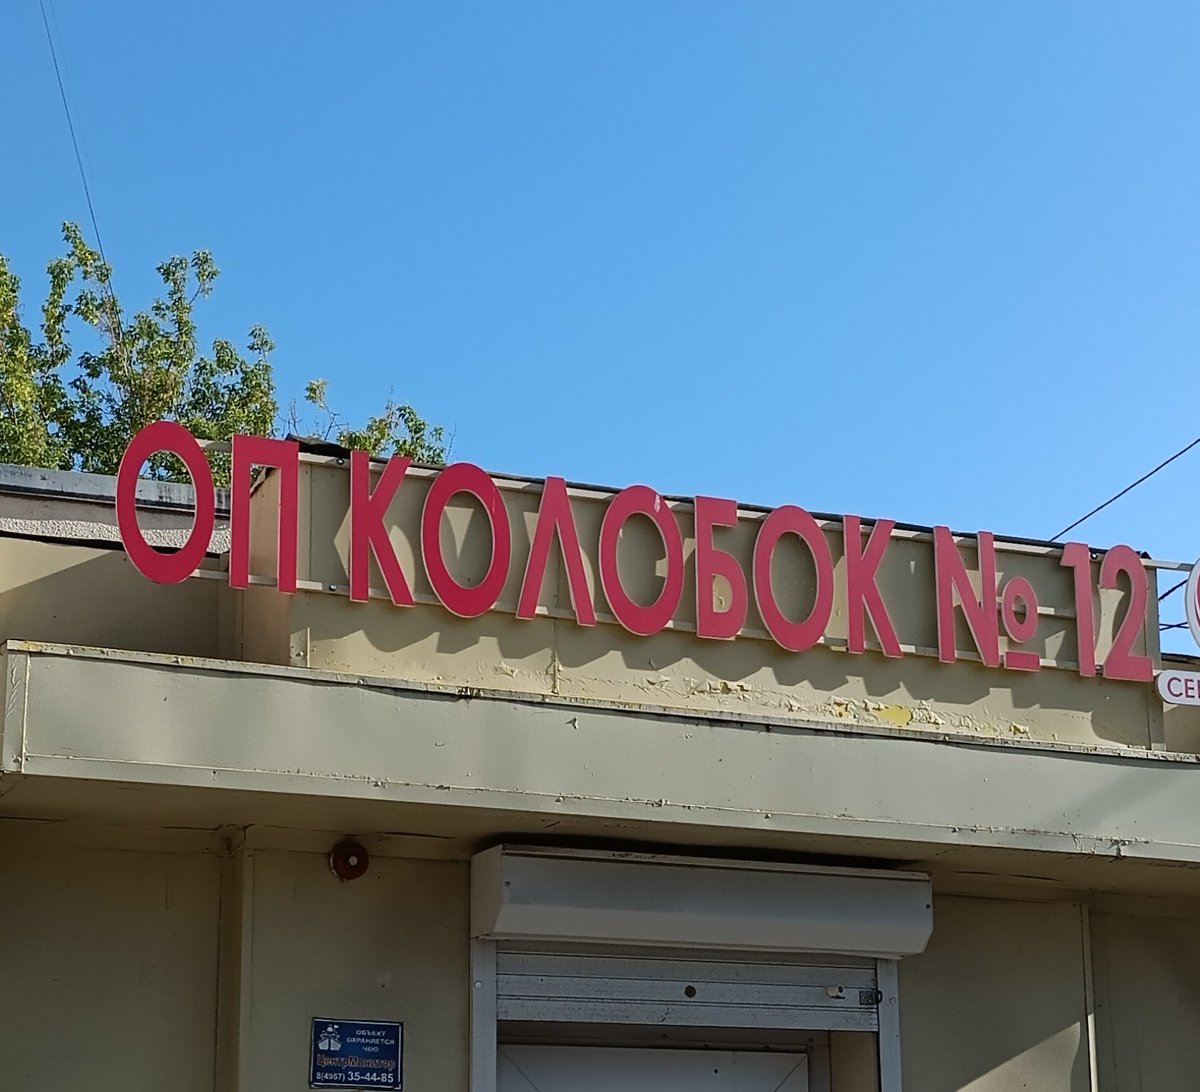 ОП КОЛОБОК № 12
ОБЪЕКТ
ОХРАНЯЕТСЯ
ЧОО
ЦентрМонитор
8(4967) 35-44-85